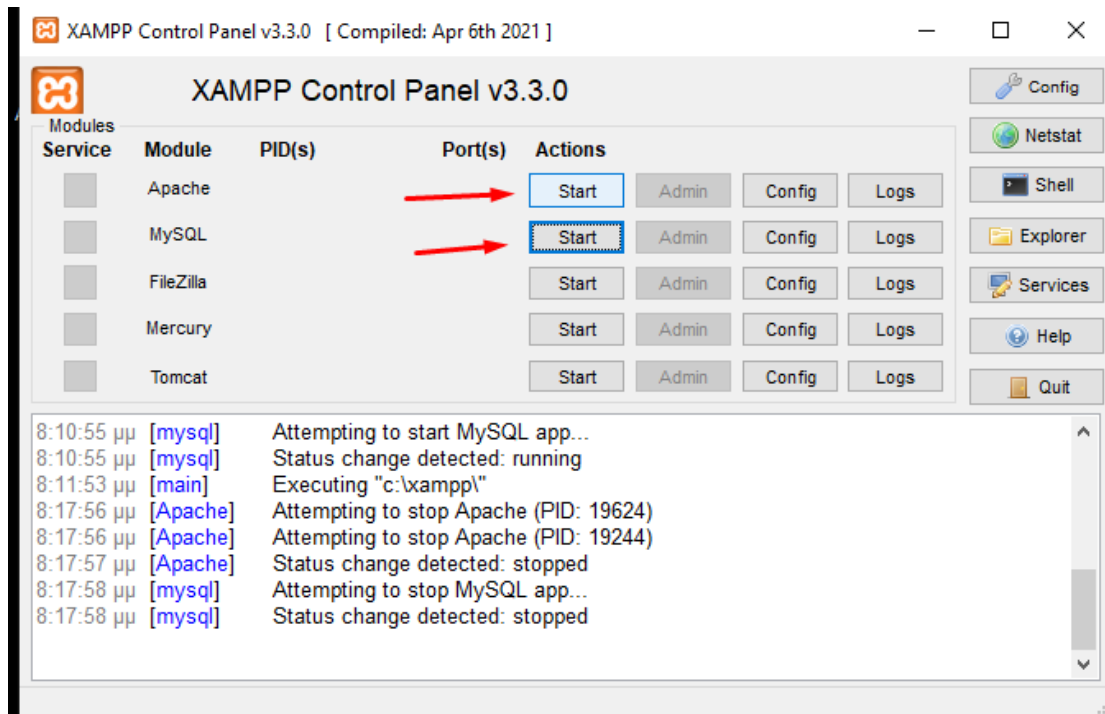 XAMPP Control Panel v3.3.0 [ Compiled: Apr 6th 2021 ]
XAMPP Control Panel v3.3.0
Config
Modules
Service Module PID(s) Port(s) Actions
Netstat
Apache Start Admin Config Logs
Shell
MySQL Start Admin Config Logs
Explorer
FileZilla Start Admin Config Logs
Services
Mercury Start Admin Config Logs
Help
Tomcat Start Admin Config Logs
Quit
8:10:55 μμ [mysql] Attempting to start MySQL app...
8:10:55 μμ [mysql] Status change detected: running
8:11:53 μμ [main] Executing "c:\xampp\"
8:17:56 μμ [Apache] Attempting to stop Apache (PID: 19624)
8:17:56 μμ [Apache] Attempting to stop Apache (PID: 19244)
8:17:57 μμ [Apache] Status change detected: stopped
8:17:58 μμ [mysql] Attempting to stop MySQL app...
8:17:58 μμ [mysql] Status change detected: stopped